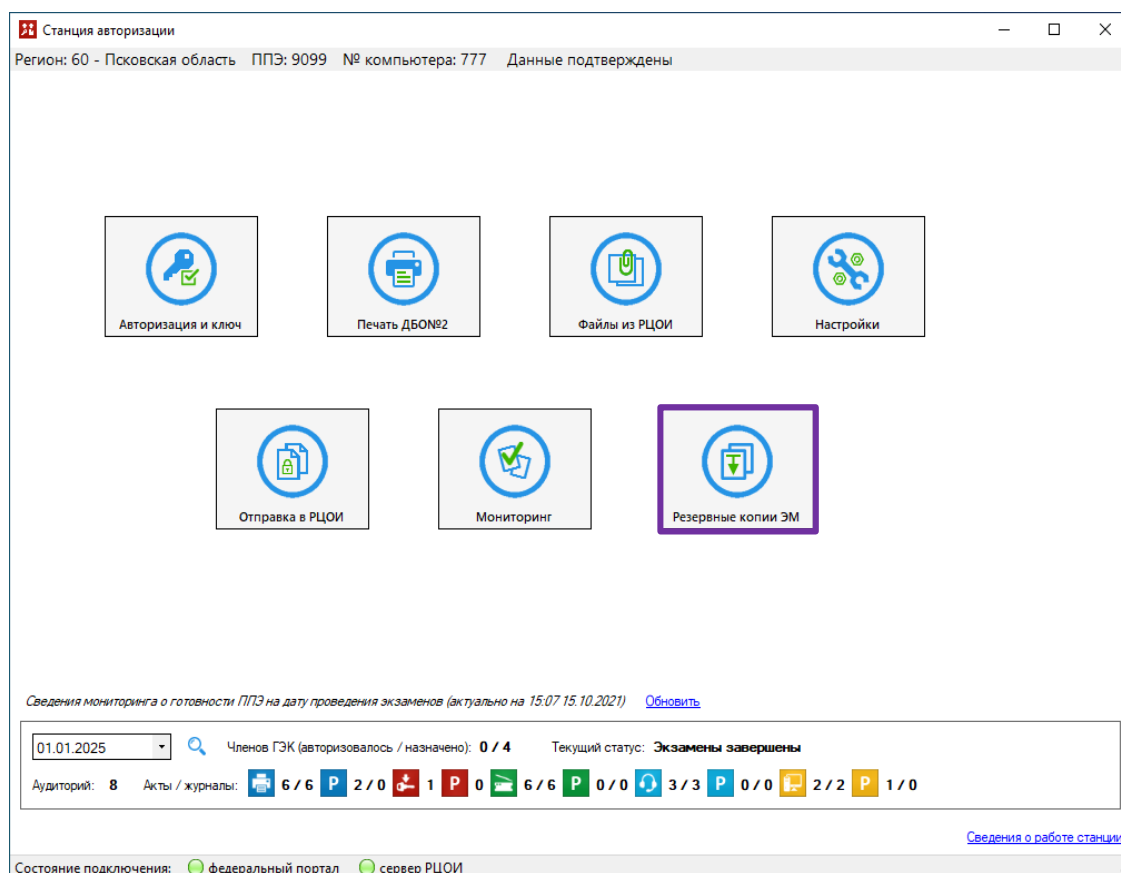 Станция авторизации
Регион: 60 - Псковская область ППЭ: 9099 № компьютера: 777 Данные подтверждены
Авторизация и ключ Печать ДБО№2 Файлы из РЦОИ Настройки
Отправка в РЦОИ Мониторинг Резервные копии ЭМ
Сведения мониторинга о готовности ППЭ на дату проведения экзаменов (актуально на 15:07 15.10.2021) Обновить
01.01.2025 Членов ГЭК (авторизовалось / назначено): 0 / 4 Текущий статус: Экзамены завершены
Аудиторий: 8 Акты / журналы: 6 / 6 P 2 / 0 1 P 0 6 / 6 P 0 / 0 3 / 3 P 0 / 0 2 / 2 P 1 / 0
Сведения о работе станции
Состояние подключения: федеральный портал сервер РЦОИ